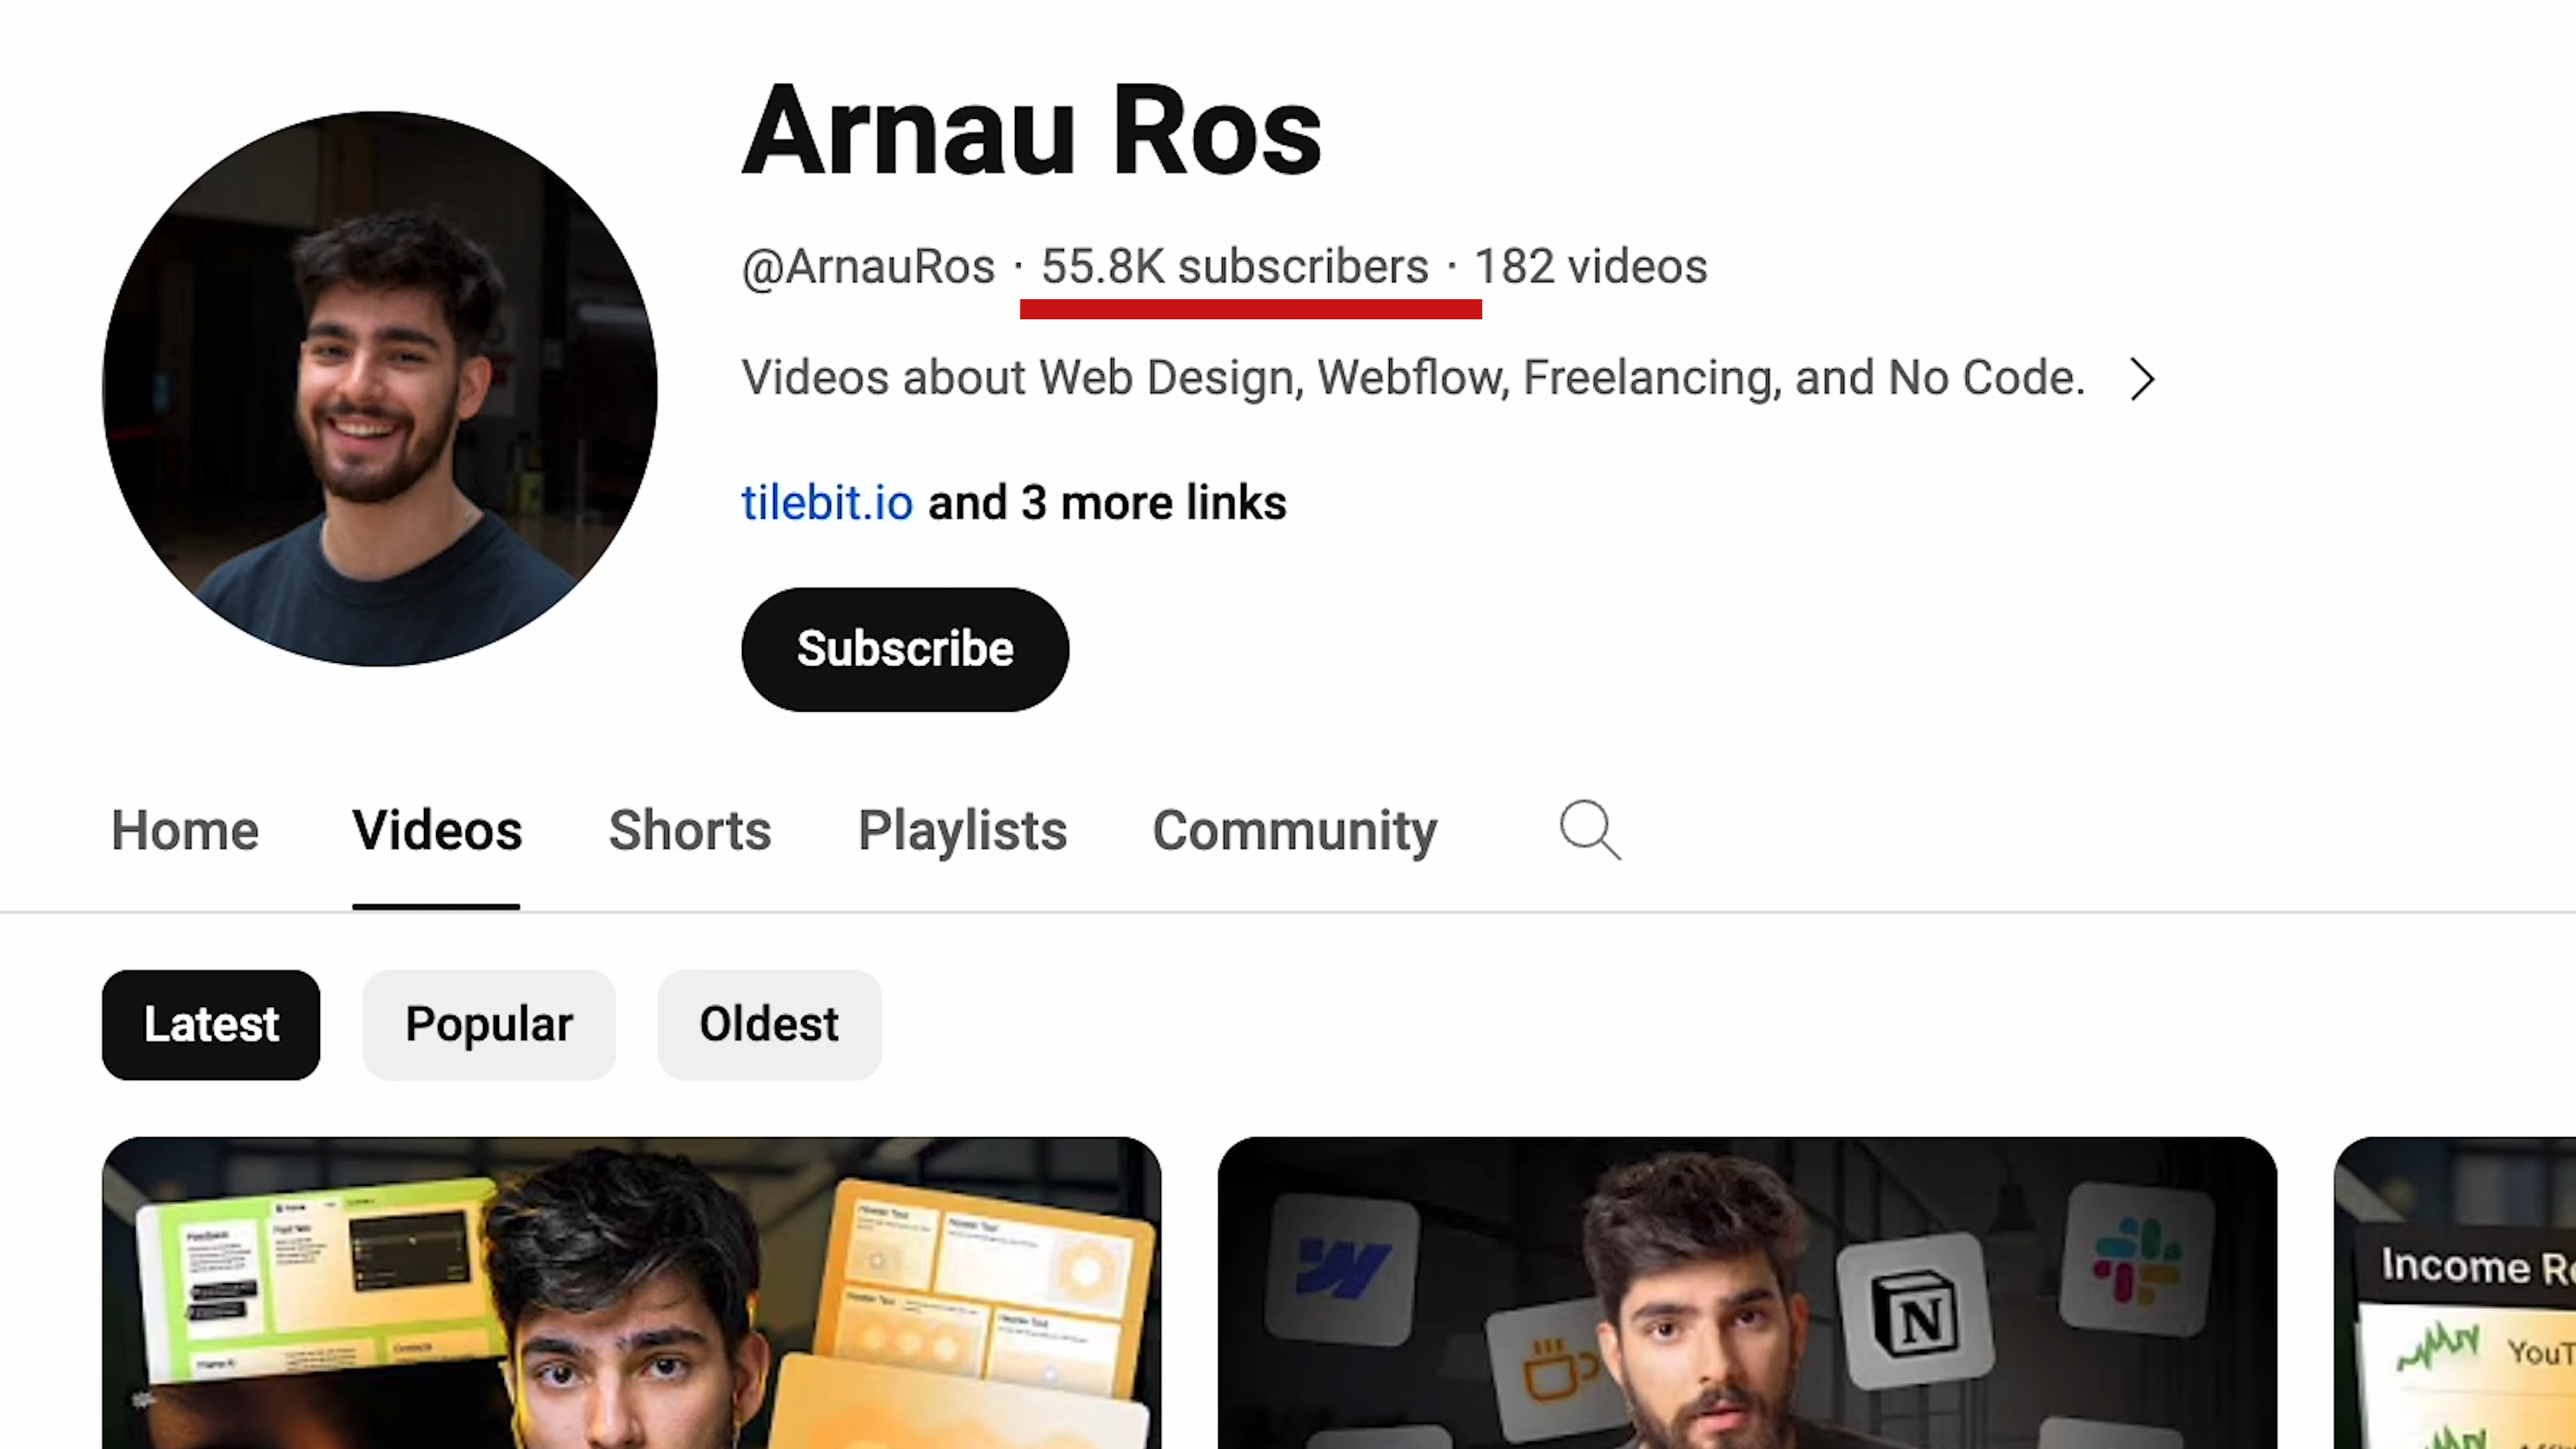 Arnau Ros
@ArnauRos · 55.8K subscribers · 182 videos
Videos about Web Design, Webflow, Freelancing, and No Code.
tilebit.io and 3 more links
Subscribe
Home Videos Shorts Playlists Community
Latest Popular Oldest
Income